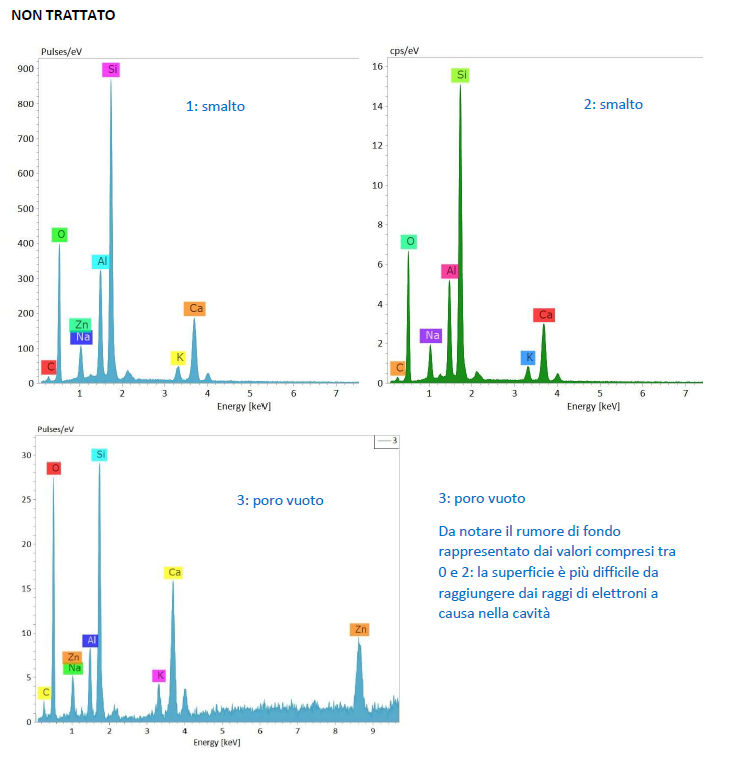 NON TRATTATO
Pulses/eV
900
800
700
600
500
400
300
200
100
0
Si
O
Al
Zn
Na
C
K
Ca
1: smalto
1 2 3 4 5 6 7
Energy [keV]
cps/eV
16
14
12
10
8
6
4
2
0
Si
O
Al
Na
C
K
Ca
2: smalto
1 2 3 4 5 6 7
Energy [keV]
Pulses/eV
30
25
20
15
10
5
0
3
Si
O
Al
Zn
Na
C
K
Ca
Zn
3: poro vuoto
1 2 3 4 5 6 7 8 9
Energy [keV]
3: poro vuoto
Da notare il rumore di fondo
rappresentato dai valori compresi tra
0 e 2: la superficie è più difficile da
raggiungere dai raggi di elettroni a
causa nella cavità